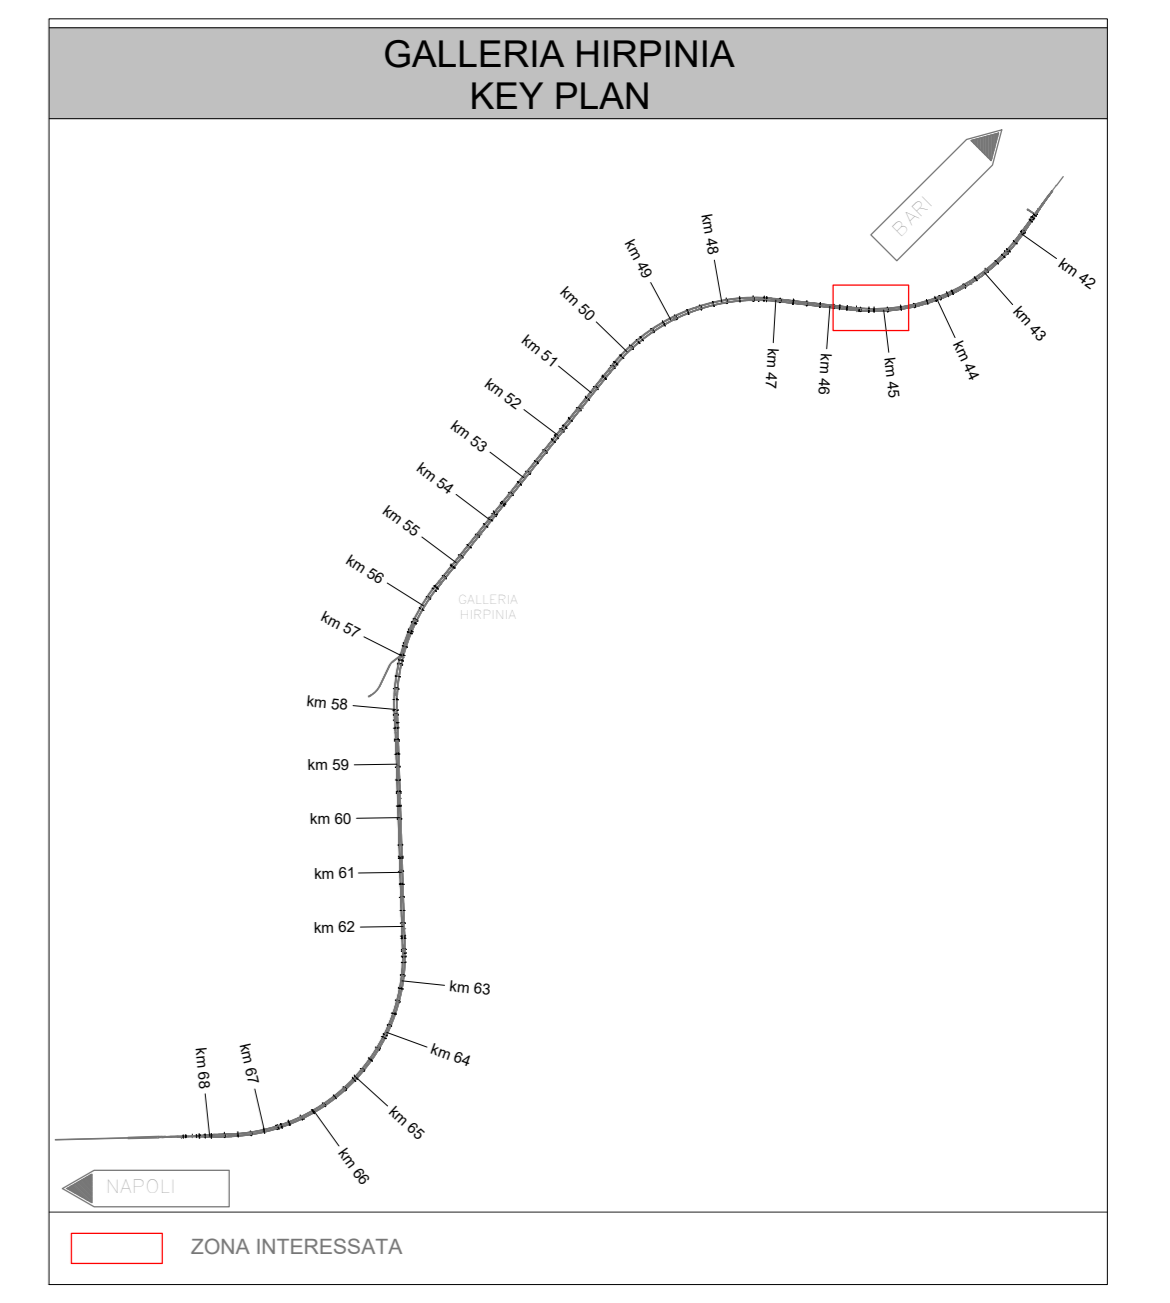 GALLERIA HIRPINIA
KEY PLAN
BARI
km 42
km 43
km 44
km 45
km 46
km 47
km 48
km 49
km 50
km 51
km 52
km 53
km 54
km 55
km 56
GALLERIA
HIRPINIA
km 57
km 58
km 59
km 60
km 61
km 62
km 63
km 64
km 65
km 66
km 67
km 68
NAPOLI
ZONA INTERESSATA